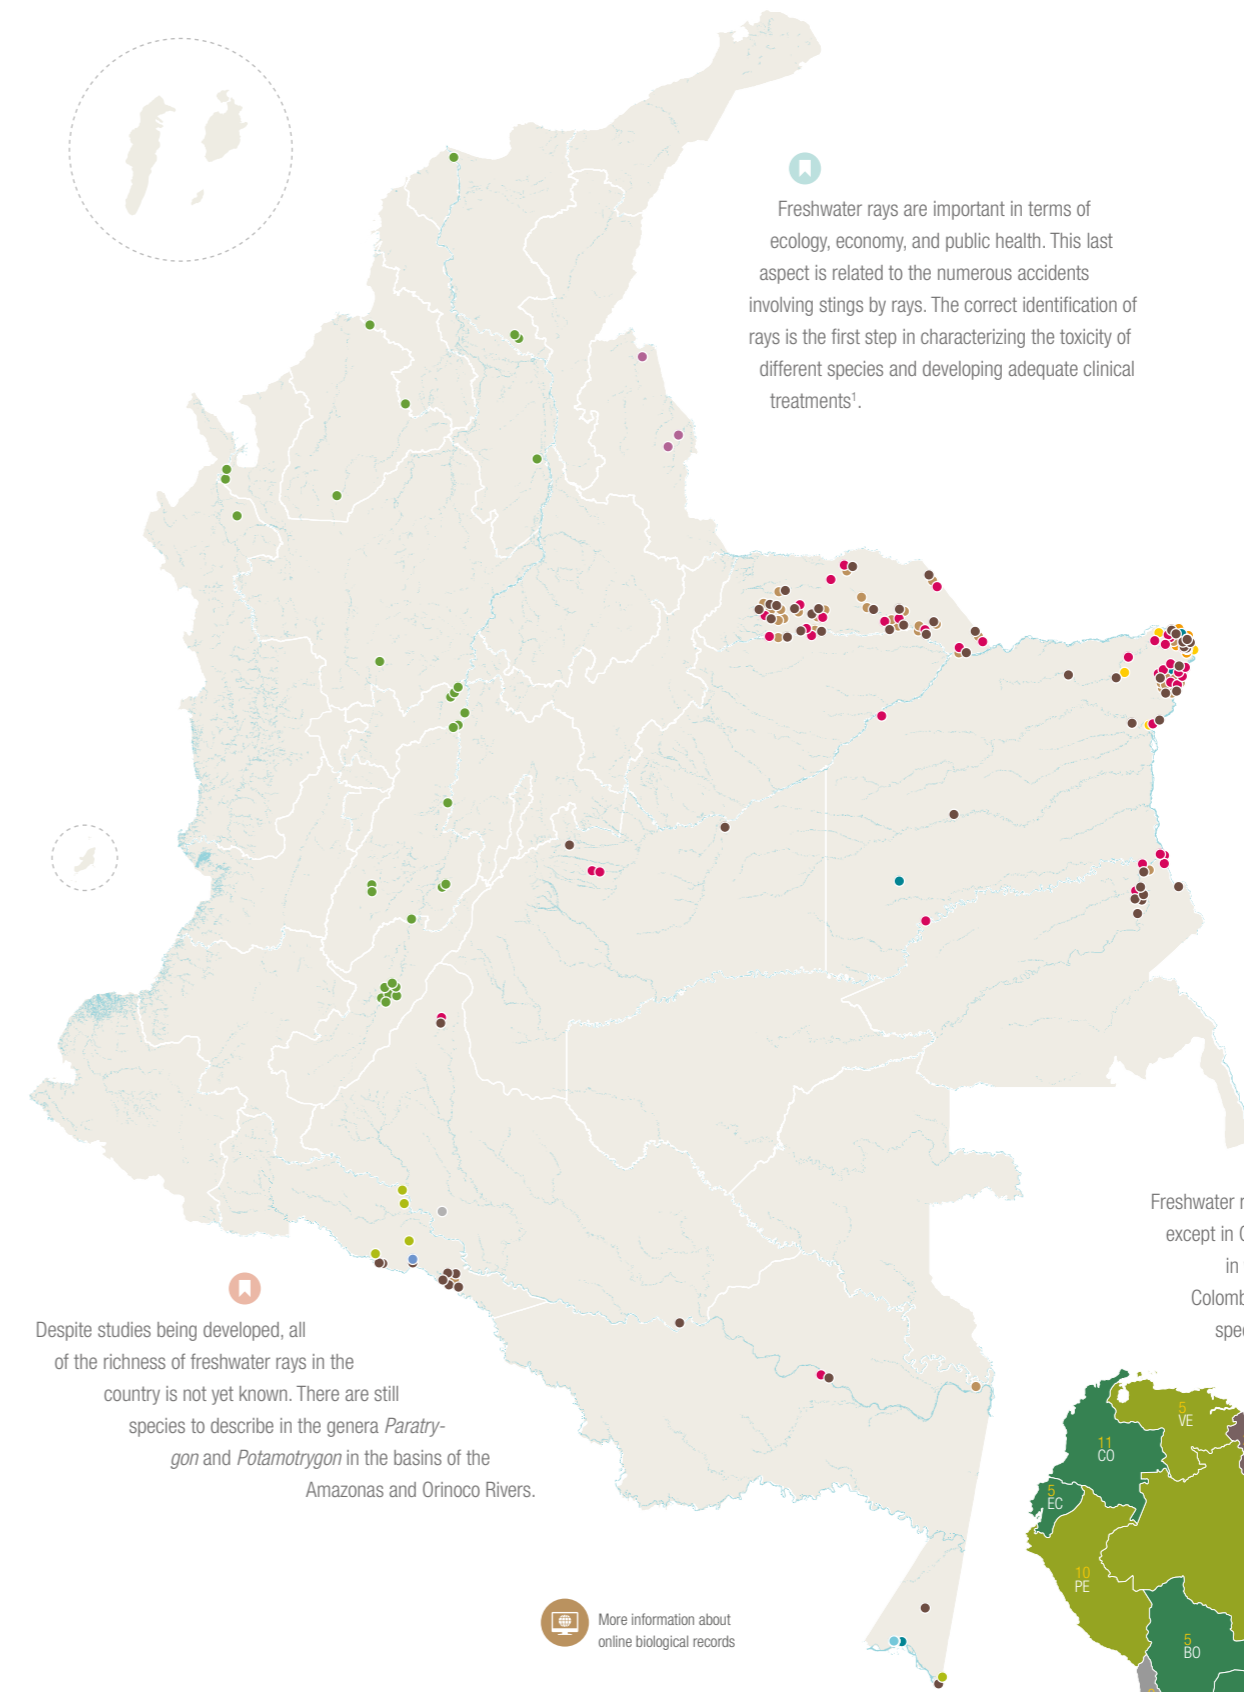 Freshwater rays are important in terms of
ecology, economy, and public health. This last
aspect is related to the numerous accidents
involving stings by rays. The correct identification of
rays is the first step in characterizing the toxicity of
different species and developing adequate clinical
treatments¹.
Freshwater
except in
in
Despite studies being developed, all
of the richness of freshwater rays in the
country is not yet known. There are still
species to describe in the genera Paratry-
gon and Potamotrygon in the basins of the
Amazonas and Orinoco Rivers.
More information about
online biological records
5
VE
11
CO
5
EC
10
PE
5
BO